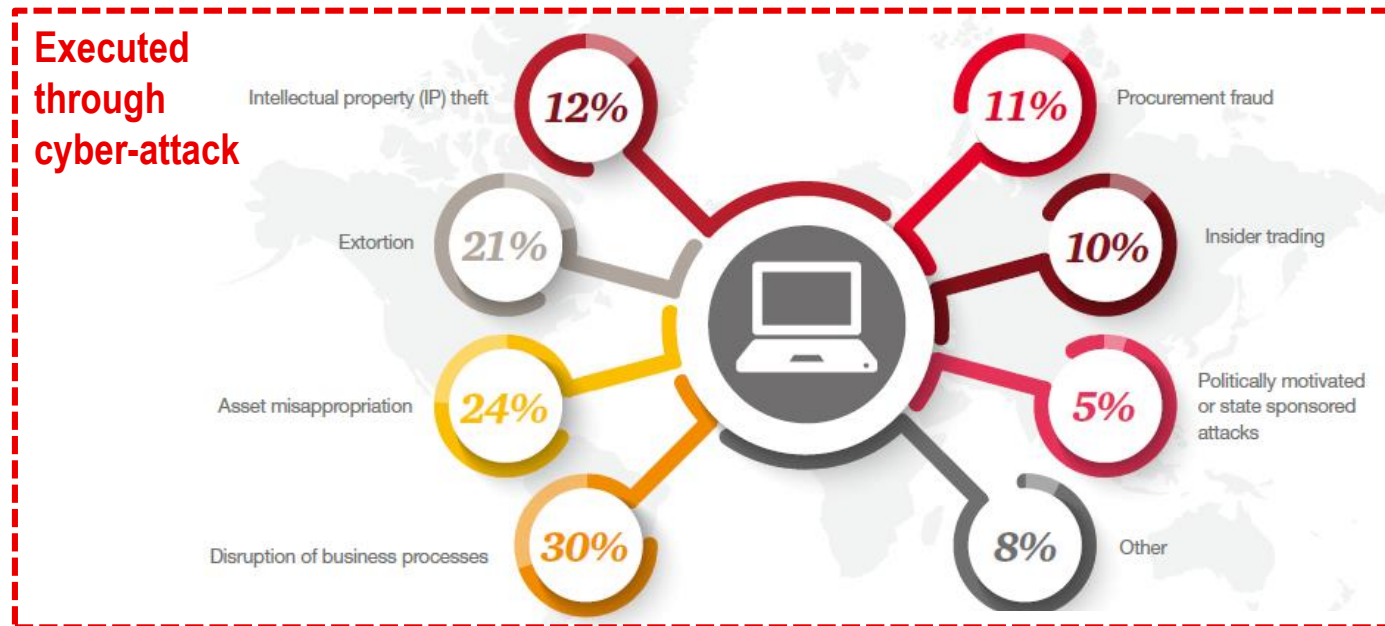 Executed
through
cyber-attack
Intellectual property (IP) theft
12%
11%
Procurement fraud
Extortion
21%
10%
Insider trading
Asset misappropriation
24%
5%
Politically motivated
or state sponsored
attacks
Disruption of business processes
30%
8%
Other